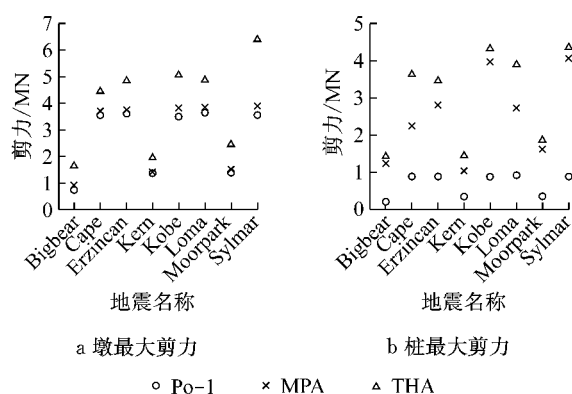 剪力/MN
7
6
5
4
3
2
1
0
Bigbear
Cape
Erzincan
Kern
Kobe
Loma
Moorpark
Sylmar
地震名称
a 墩最大剪力
剪力/MN
5
4
3
2
1
0
Bigbear
Cape
Erzincan
Kern
Kobe
Loma
Moorpark
Sylmar
地震名称
b 桩最大剪力
○ Po-1 × MPA △ THA